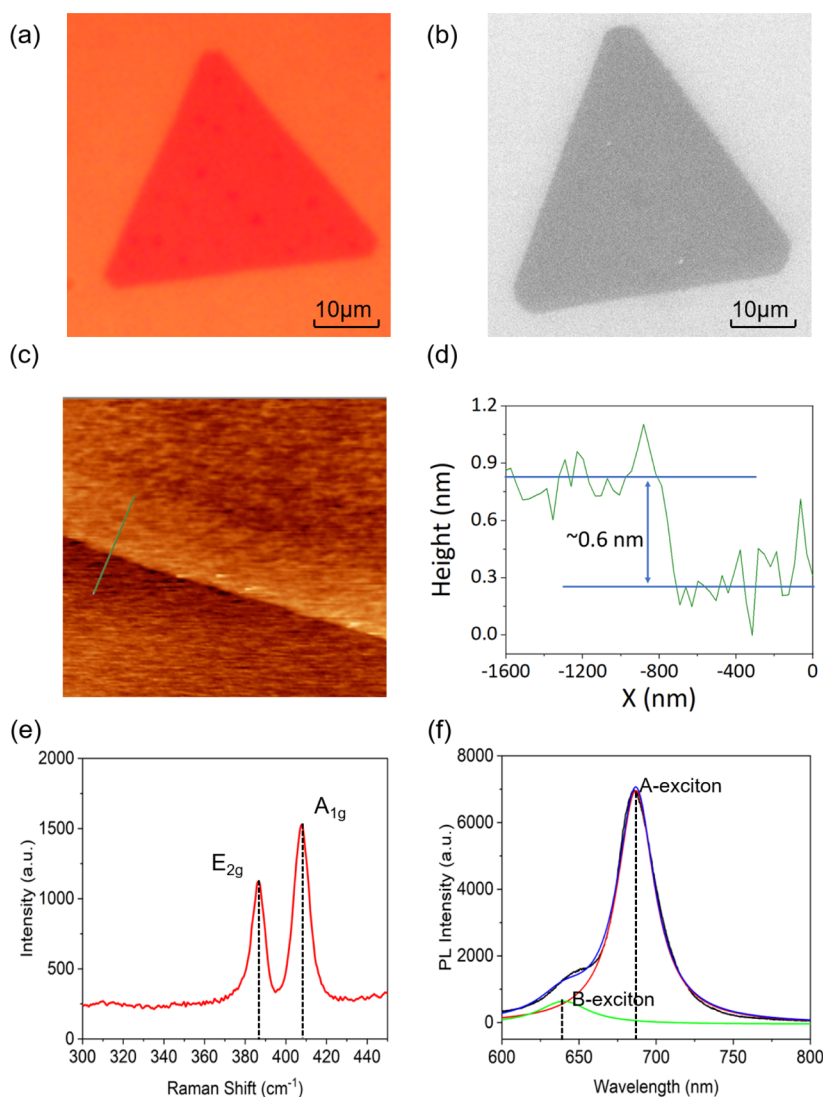 (a)
10μm
(b)
10μm
(c)
(d)
1.2
0.9
0.6
0.3
0.0
~0.6 nm
Height (nm)
-1600
-1200
-800
-400
0
X (nm)
(e)
2000
1500
1000
500
0
E2g
A1g
Intensity (a.u.)
300
320
340
360
380
400
420
440
Raman Shift (cm-1)
(f)
8000
6000
4000
2000
0
A-exciton
B-exciton
PL Intensity (a.u.)
600
650
700
750
800
Wavelength (nm)